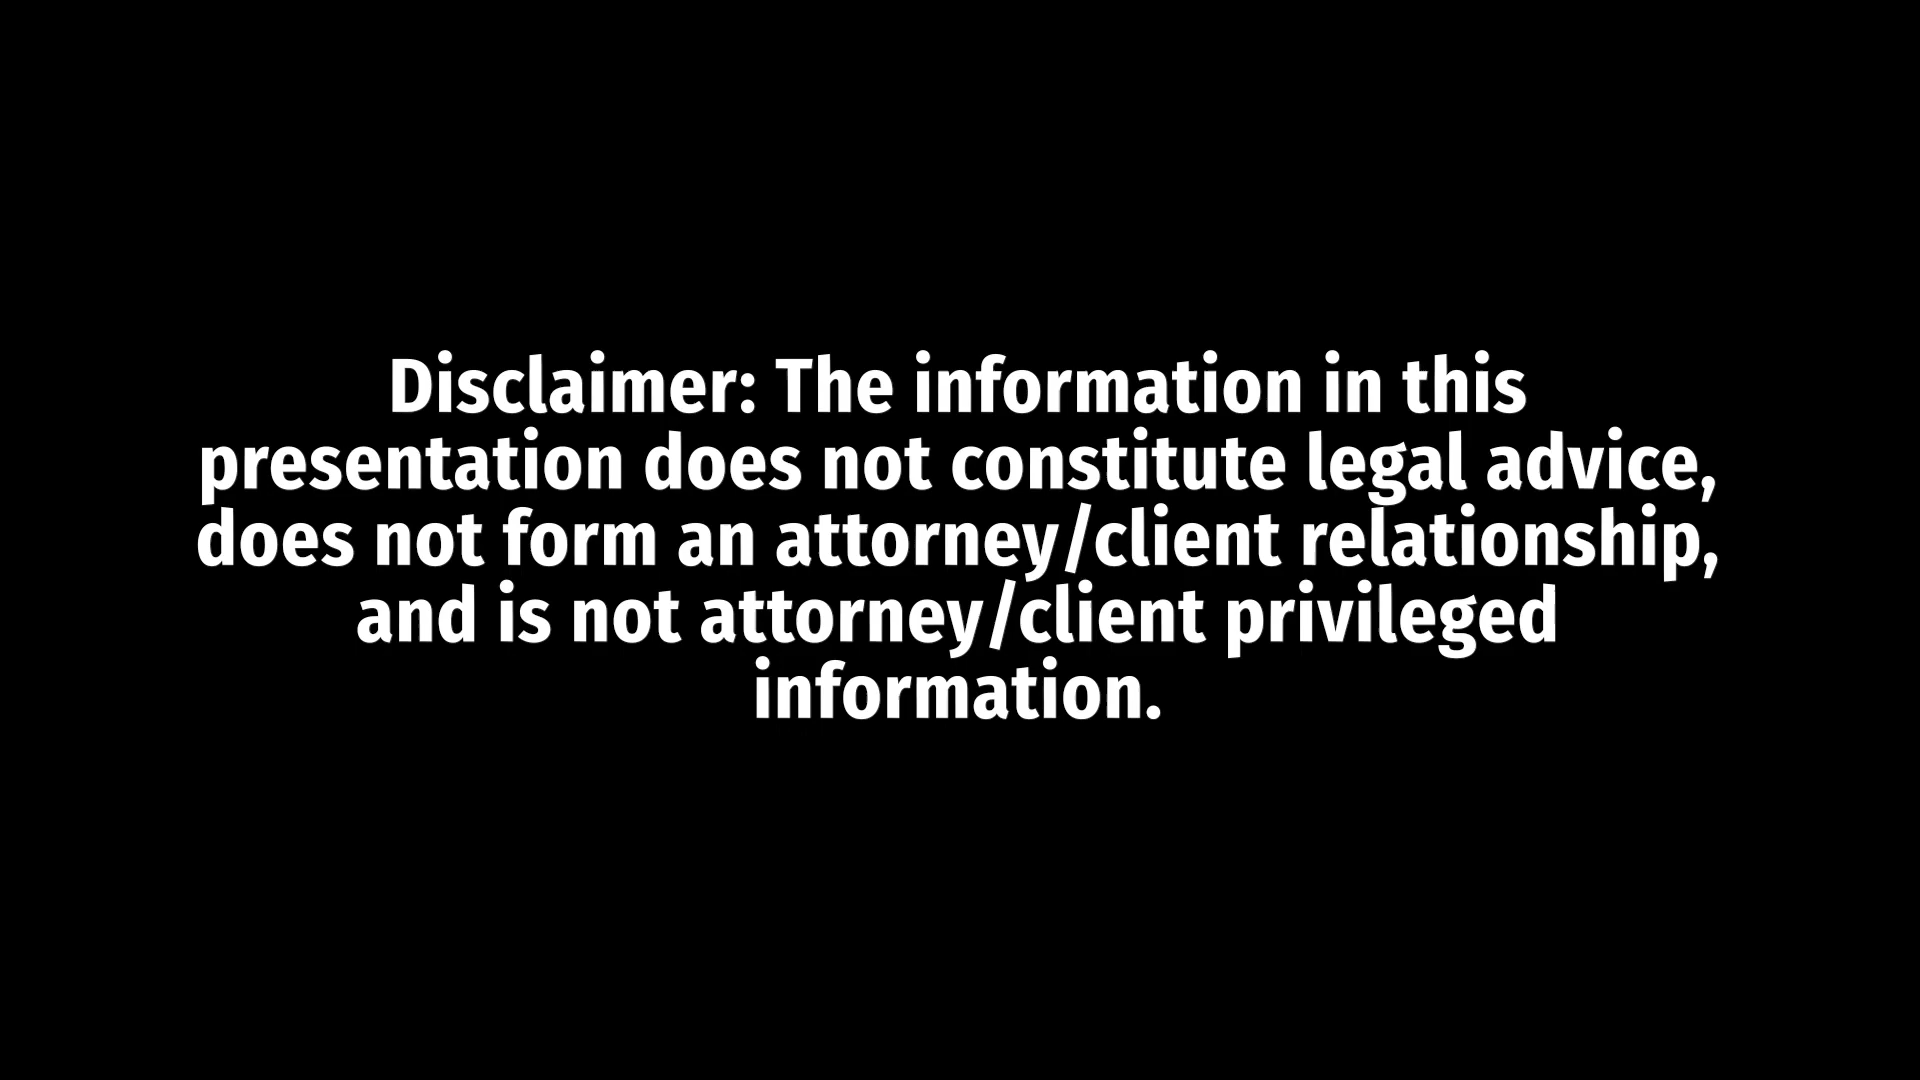 Disclaimer: The information in this
presentation does not constitute legal advice,
does not form an attorney/client relationship,
and is not attorney/client privileged
information.